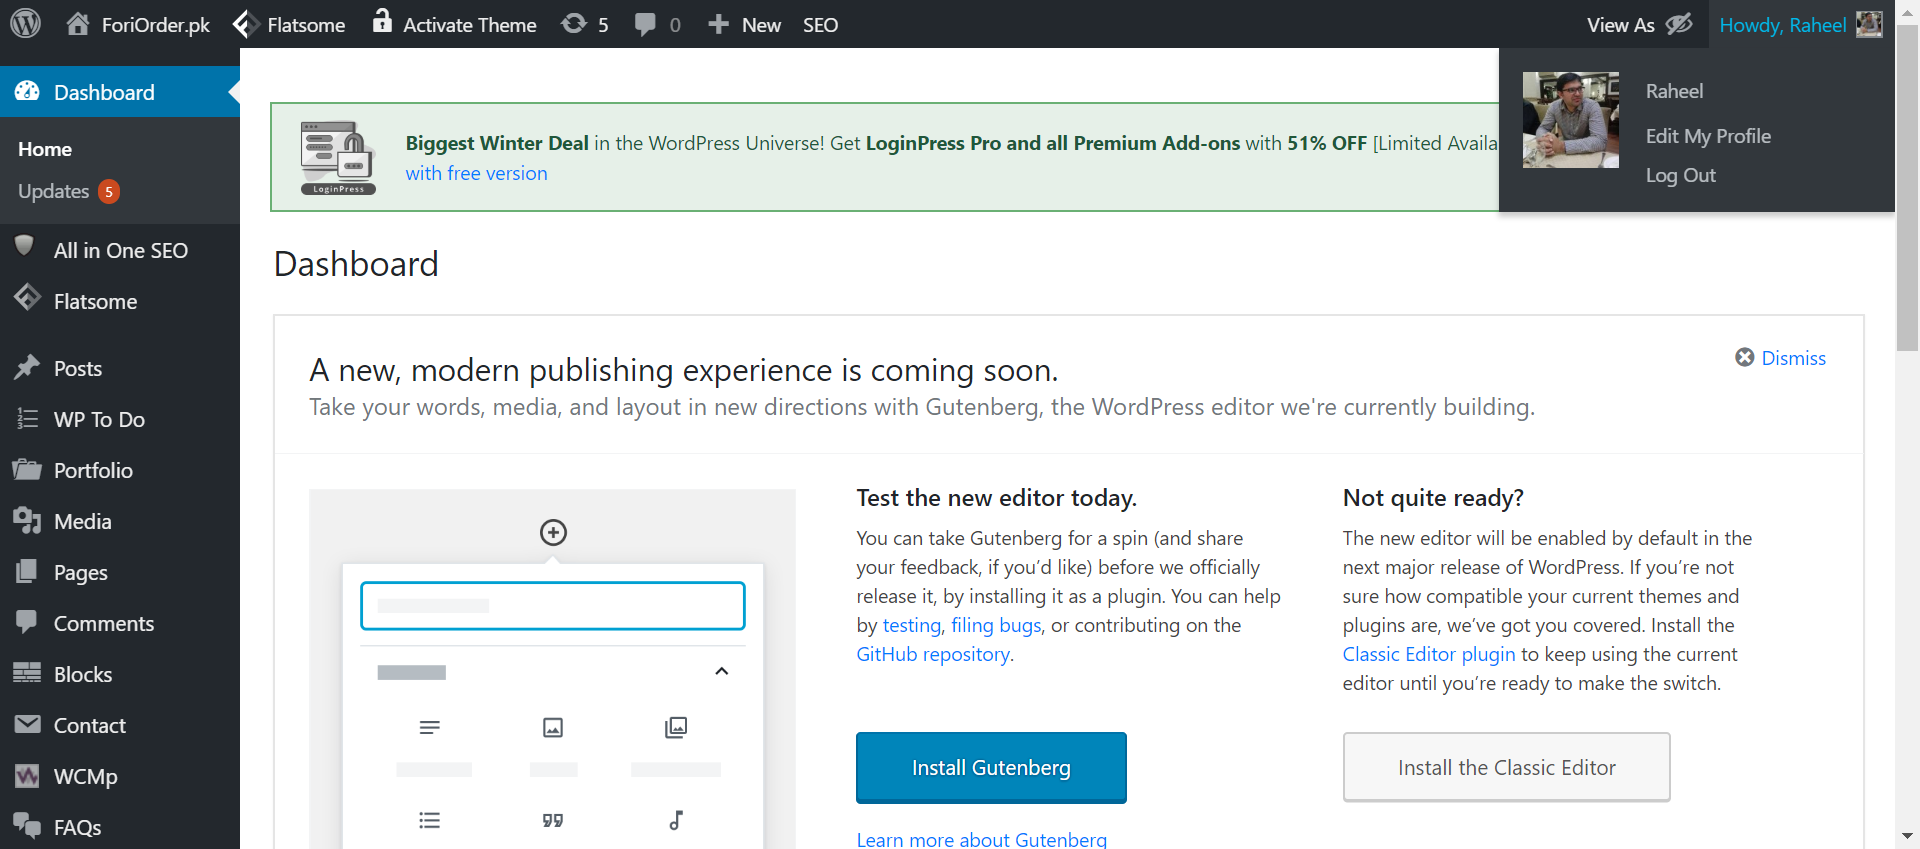 ForiOrder.pk Flatsome Activate Theme 5 0 New SEO View As Howdy, Raheel
Raheel
Edit My Profile
Log Out
Dashboard
Home
Updates 5
All in One SEO
Flatsome
Posts
WP To Do
Portfolio
Media
Pages
Comments
Blocks
Contact
WCMp
FAQs
LoginPress
Biggest Winter Deal in the WordPress Universe! Get LoginPress Pro and all Premium Add-ons with 51% OFF [Limited Availa
with free version
Dashboard
A new, modern publishing experience is coming soon.
Dismiss
Take your words, media, and layout in new directions with Gutenberg, the WordPress editor we're currently building.
Test the new editor today.
You can take Gutenberg for a spin (and share
your feedback, if you’d like) before we officially
release it, by installing it as a plugin. You can help
by testing, filing bugs, or contributing on the
GitHub repository.
Install Gutenberg
Learn more about Gutenberg
Not quite ready?
The new editor will be enabled by default in the
next major release of WordPress. If you’re not
sure how compatible your current themes and
plugins are, we’ve got you covered. Install the
Classic Editor plugin to keep using the current
editor until you’re ready to make the switch.
Install the Classic Editor